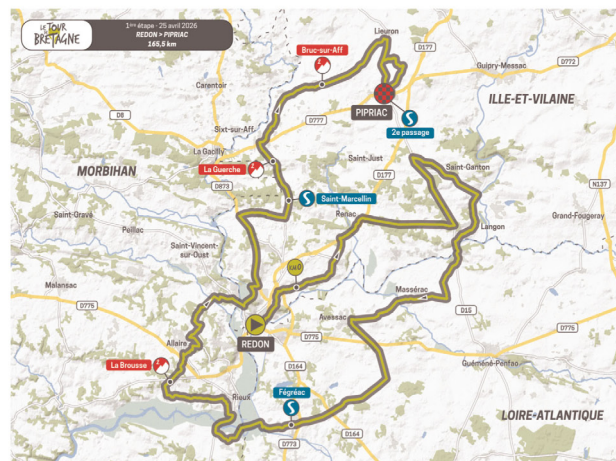 LE TOUR
DE
BRETAGNE
1ère étape - 25 avril 2026
REDON > PIPRIAC
165,5 km
Lieuron
Bruc-sur-Aff
D177
Guipry-Messac
D772
Carentoir
PIPRIAC
ILLE-ET-VILAINE
2e passage
D8
Sixt-sur-Aff
D777
La Gacilly
MORBIHAN
La Guerche
Saint-Just
Saint-Ganton
D177
D873
N137
Saint-Marcellin
Saint-Gravé
Peillac
Renac
Langon
Grand-Fougeray
Saint-Vincent-
sur-Oust
KM 0
Malansac
Massérac
D775
Avessac
D15
D775
Allaire
REDON
D775
La Brousse
D164
Guémené-Penfao
Rieux
Fégréac
LOIRE-ATLANTIQUE
D164
D773